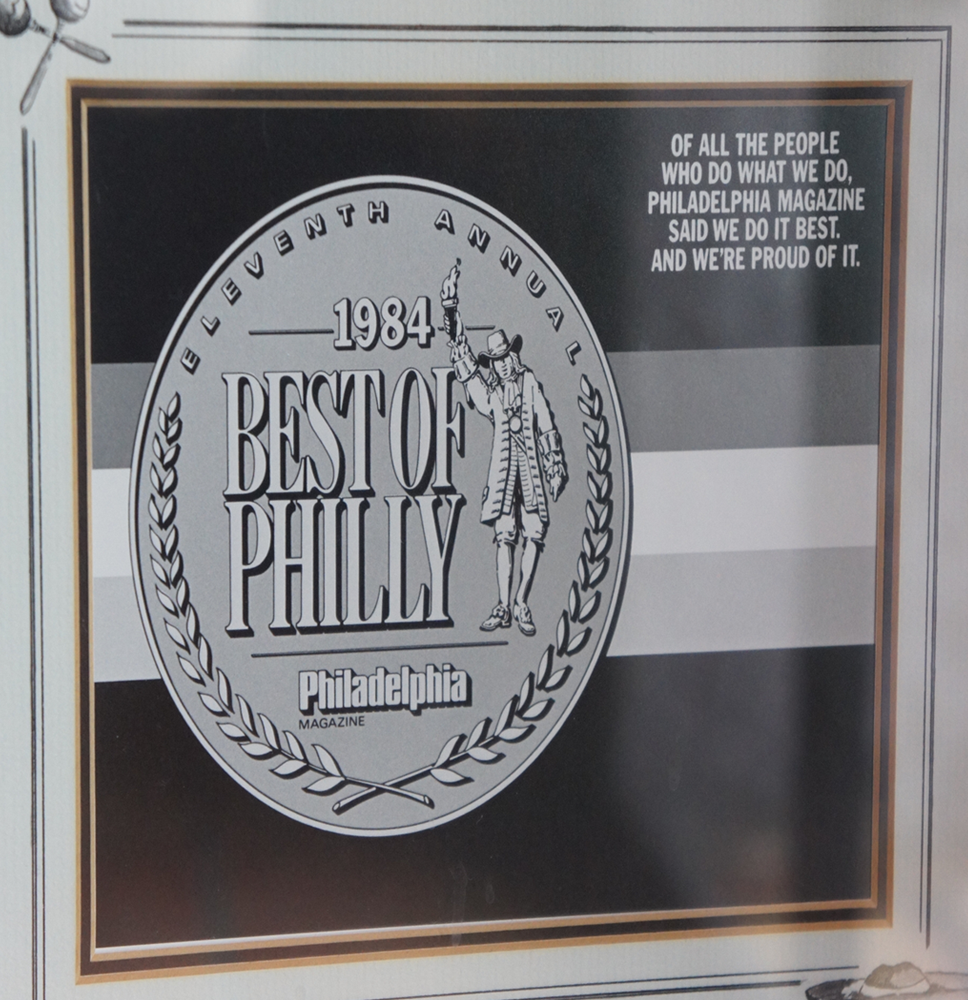 OF ALL THE PEOPLE
WHO DO WHAT WE DO,
PHILADELPHIA MAGAZINE
SAID WE DO IT BEST.
AND WE'RE PROUD OF IT.
ELEVENTH ANNUAL
1984
BEST OF
PHILLY
Philadelphia
MAGAZINE